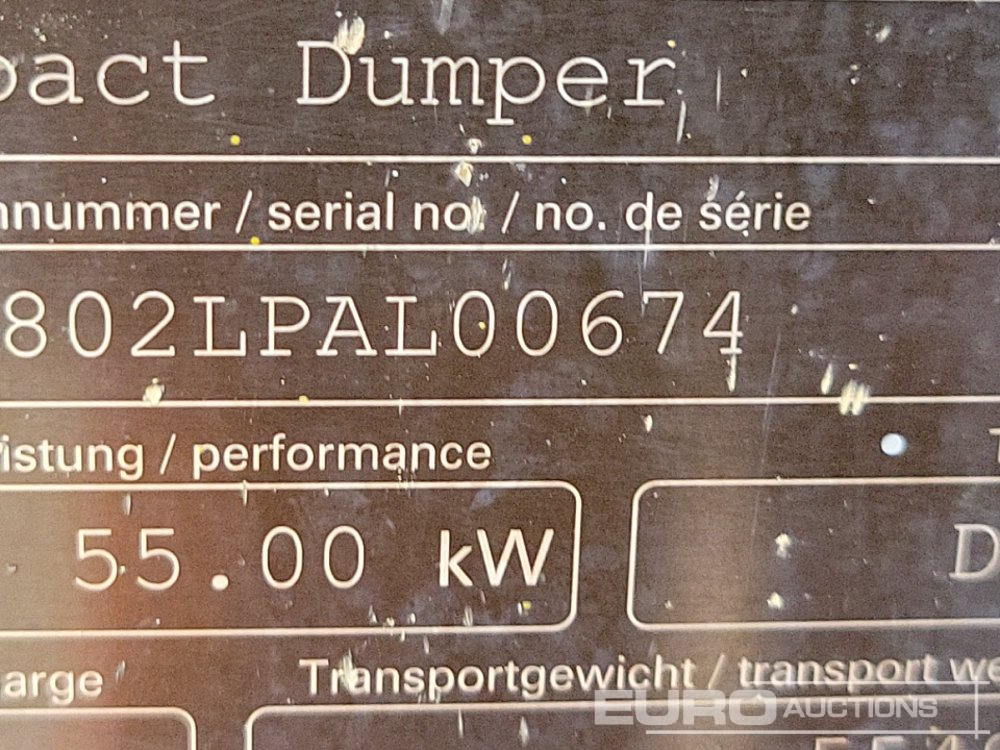 pact Dumper
nnummer / serial no. / no. de série
802LPAL00674
istung / performance
55.00 kW
D
arge
Transportgewicht / transport we
EURO AUCTIONS